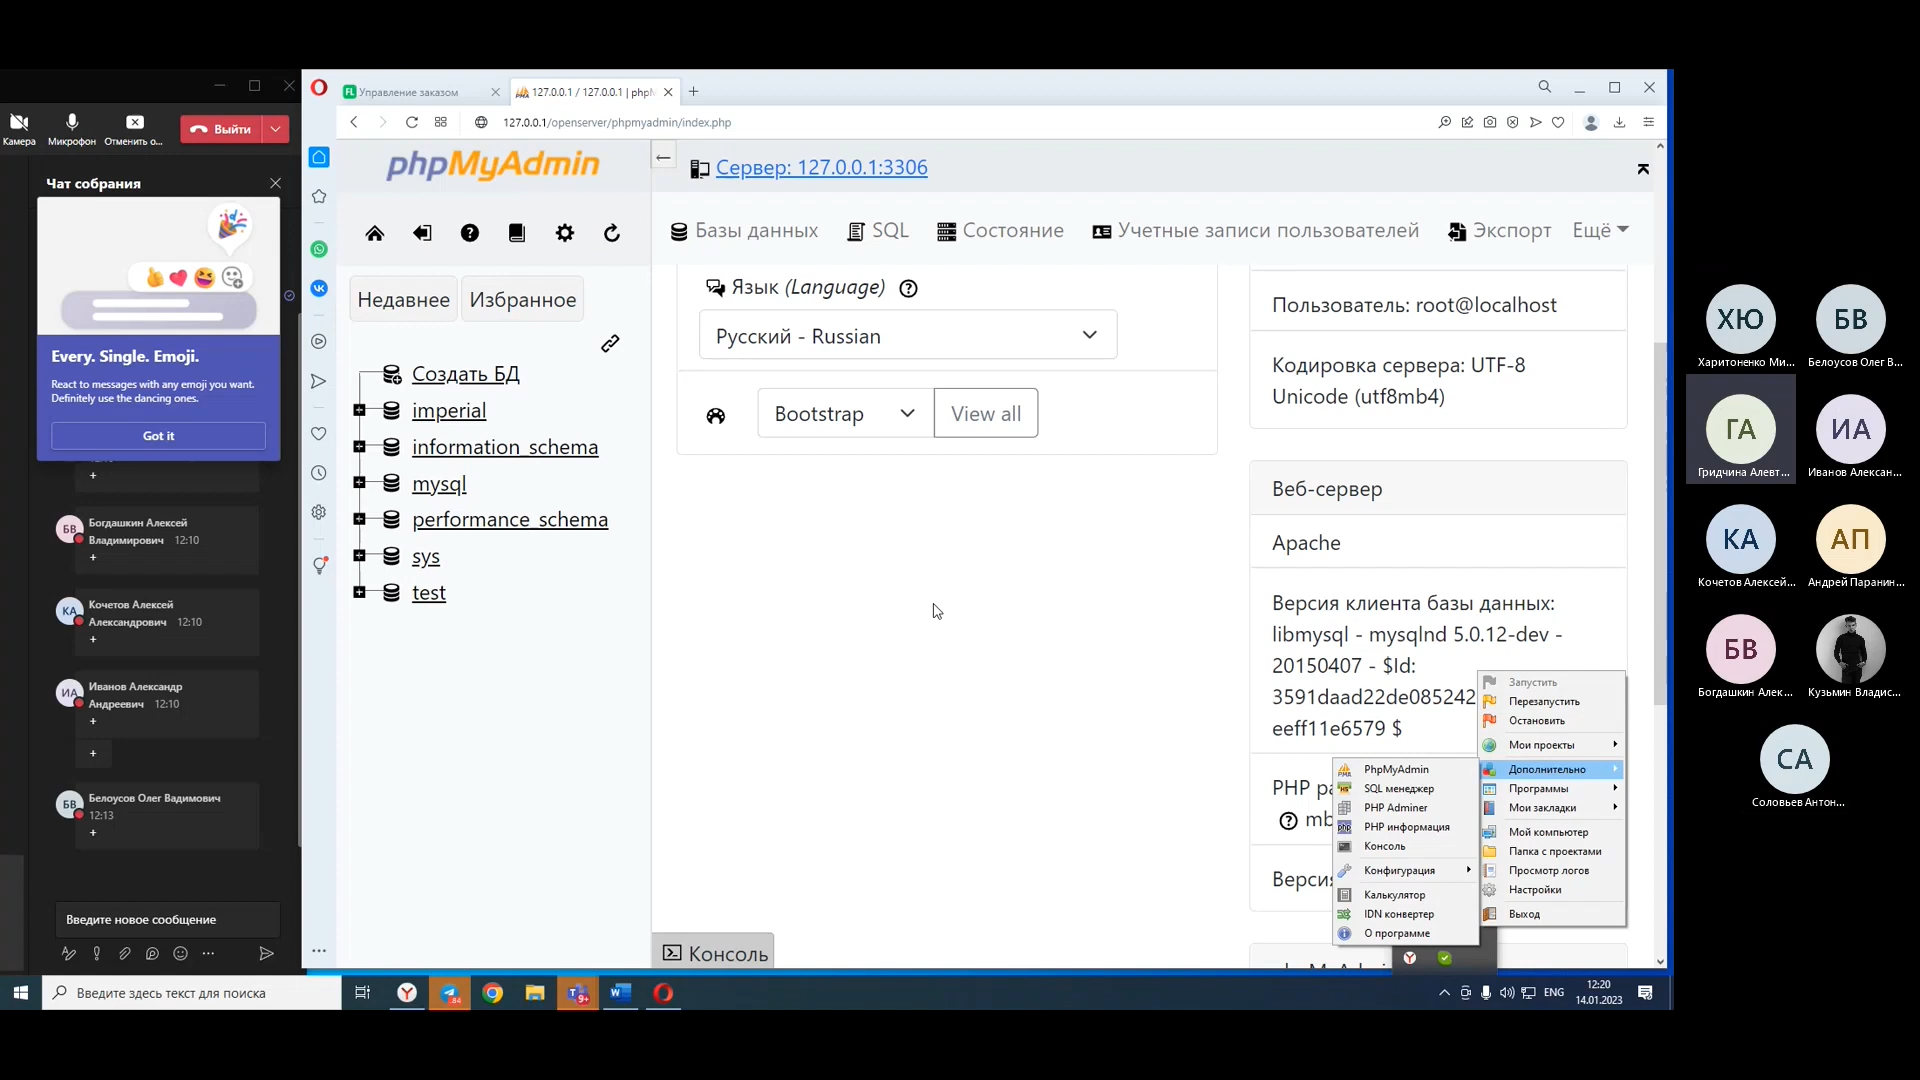 Камера
Микрофон
Отменить о...
Выйти
Чат собрания
Every. Single. Emoji.
React to messages with any emoji you want.
Definitely use the dancing ones.
Got it
+
Богдашкин Алексей
Владимирович 12:10
+
Кочетов Алексей
Александрович 12:10
+
Иванов Александр
Андреевич 12:10
+
+
Белоусов Олег Вадимович
12:13
+
БВ
КА
ИА
БВ
Введите новое сообщение
Управление заказом
127.0.0.1 / 127.0.0.1 | phpM
127.0.0.1/openserver/phpmyadmin/index.php
phpMyAdmin
Недавнее
Избранное
Создать БД
imperial
information_schema
mysql
performance_schema
sys
test
Сервер: 127.0.0.1:3306
Базы данных
SQL
Состояние
Учетные записи пользователей
Экспорт
Ещё
Язык (Language)
Русский - Russian
Bootstrap
View all
Консоль
Пользователь: root@localhost
Кодировка сервера: UTF-8
Unicode (utf8mb4)
Веб-сервер
Apache
Версия клиента базы данных:
libmysql - mysqlnd 5.0.12-dev -
20150407 - $Id:
3591daad22de085242
eeff11e6579 $
PHP ра
mb
Верси
PhpMyAdmin
SQL менеджер
PHP Adminer
PHP информация
Консоль
Конфигурация
Калькулятор
IDN конвертер
О программе
Запустить
Перезапустить
Остановить
Мои проекты
Дополнительно
Программы
Мои закладки
Мой компьютер
Папка с проектами
Просмотр логов
Настройки
Выход
ХЮ
Харитоненко Ми...
БВ
Белоусов Олег В...
ГА
Гридчина Алевт...
ИА
Иванов Алексан...
КА
Кочетов Алексей...
АП
Андрей Паранин...
БВ
Богдашкин Алек...
Кузьмин Владис...
СА
Соловьев Антон...
Введите здесь текст для поиска
84
9+
ENG
12:20
14.01.2023